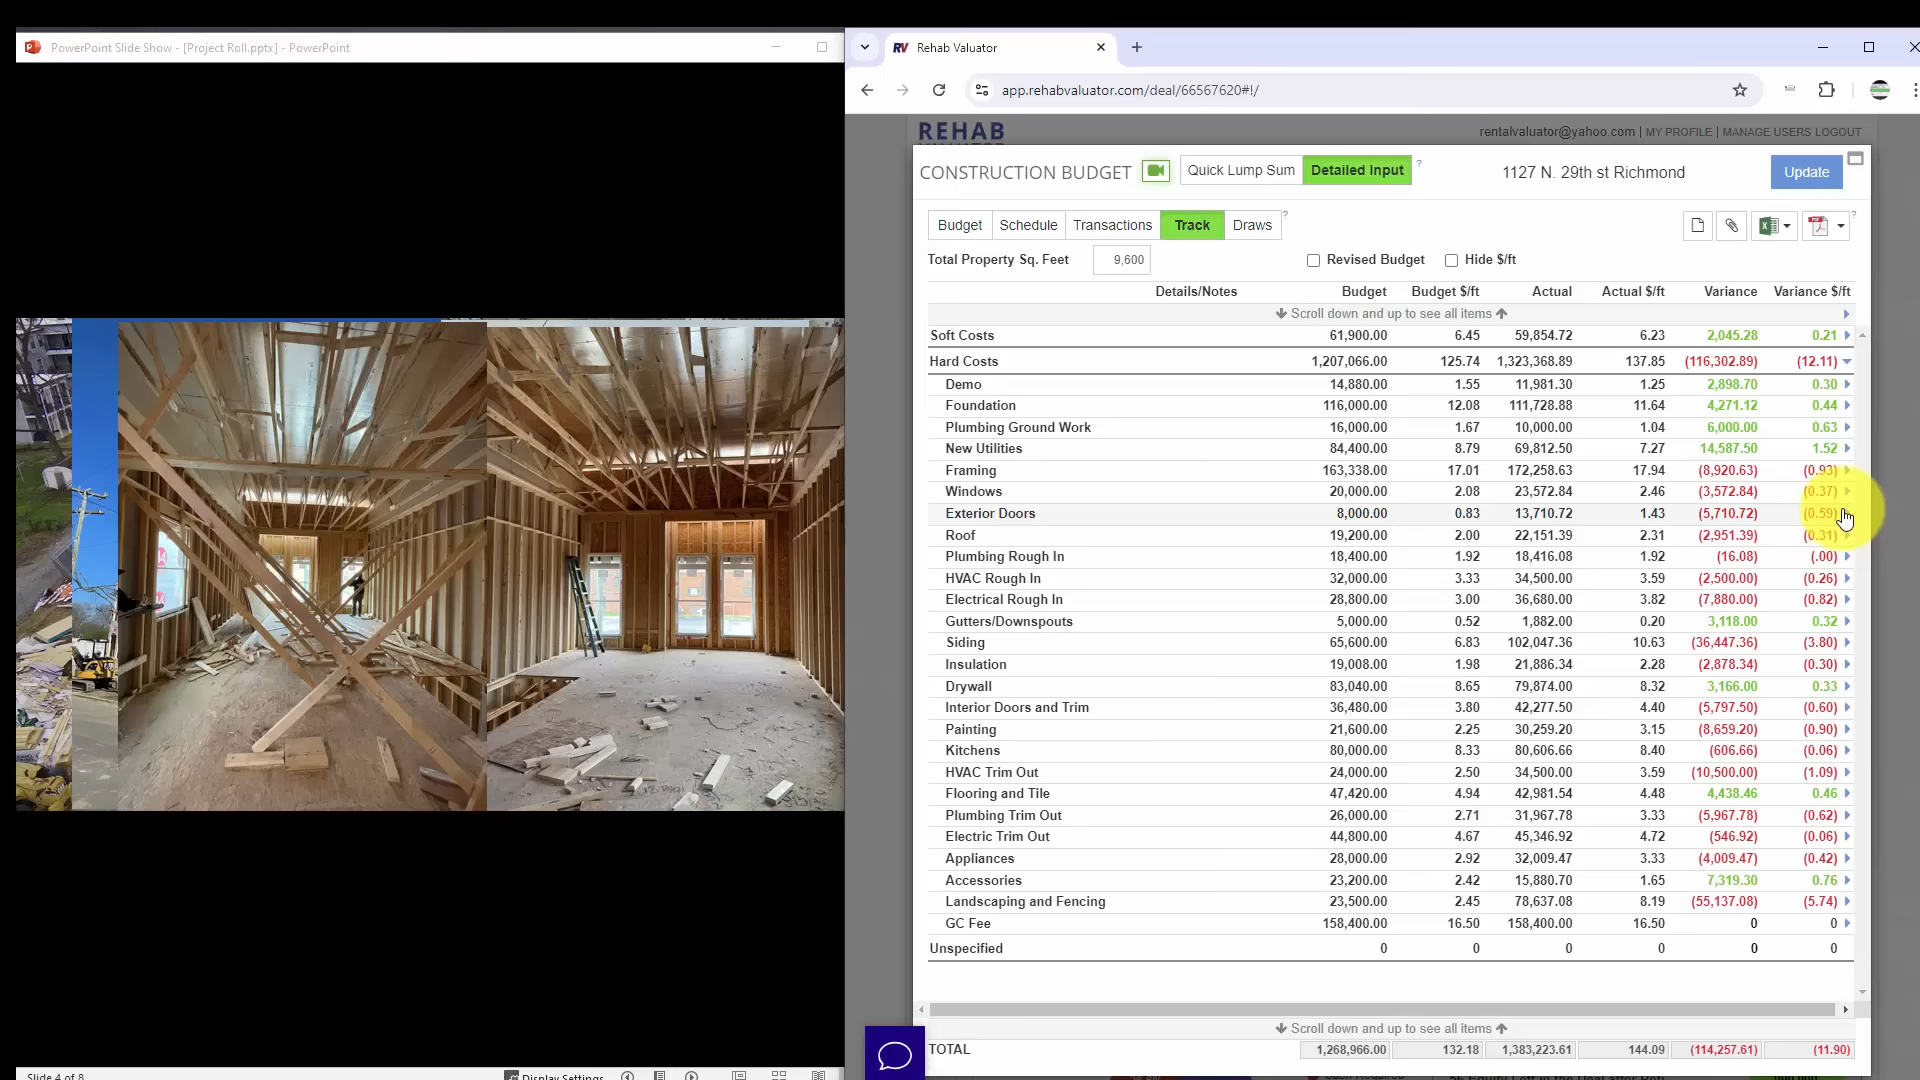 PowerPoint Slide Show - [Project Roll.pptx] - PowerPoint
Rehab Valuator
app.rehabvaluator.com/deal/66567620#!/
REHAB
rentalvaluator@yahoo.com | MY PROFILE | MANAGE USERS LOGOUT
CONSTRUCTION BUDGET Quick Lump Sum Detailed Input ? 1127 N. 29th st Richmond Update
Budget Schedule Transactions Track Draws ?
Total Property Sq. Feet 9,600 Revised Budget Hide $/ft
Details/Notes Budget Budget $/ft Actual Actual $/ft Variance Variance $/ft
Scroll down and up to see all items
Soft Costs 61,900.00 6.45 59,854.72 6.23 2,045.28 0.21
Hard Costs 1,207,066.00 125.74 1,323,368.89 137.85 (116,302.89) (12.11)
Demo 14,880.00 1.55 11,981.30 1.25 2,898.70 0.30
Foundation 116,000.00 12.08 111,728.88 11.64 4,271.12 0.44
Plumbing Ground Work 16,000.00 1.67 10,000.00 1.04 6,000.00 0.63
New Utilities 84,400.00 8.79 69,812.50 7.27 14,587.50 1.52
Framing 163,338.00 17.01 172,258.63 17.94 (8,920.63) (0.93)
Windows 20,000.00 2.08 23,572.84 2.46 (3,572.84) (0.37)
Exterior Doors 8,000.00 0.83 13,710.72 1.43 (5,710.72) (0.59)
Roof 19,200.00 2.00 22,151.39 2.31 (2,951.39) (0.31)
Plumbing Rough In 18,400.00 1.92 18,416.08 1.92 (16.08) (.00)
HVAC Rough In 32,000.00 3.33 34,500.00 3.59 (2,500.00) (0.26)
Electrical Rough In 28,800.00 3.00 36,680.00 3.82 (7,880.00) (0.82)
Gutters/Downspouts 5,000.00 0.52 1,882.00 0.20 3,118.00 0.32
Siding 65,600.00 6.83 102,047.36 10.63 (36,447.36) (3.80)
Insulation 19,008.00 1.98 21,886.34 2.28 (2,878.34) (0.30)
Drywall 83,040.00 8.65 79,874.00 8.32 3,166.00 0.33
Interior Doors and Trim 36,480.00 3.80 42,277.50 4.40 (5,797.50) (0.60)
Painting 21,600.00 2.25 30,259.20 3.15 (8,659.20) (0.90)
Kitchens 80,000.00 8.33 80,606.66 8.40 (606.66) (0.06)
HVAC Trim Out 24,000.00 2.50 34,500.00 3.59 (10,500.00) (1.09)
Flooring and Tile 47,420.00 4.94 42,981.54 4.48 4,438.46 0.46
Plumbing Trim Out 26,000.00 2.71 31,967.78 3.33 (5,967.78) (0.62)
Electric Trim Out 44,800.00 4.67 45,346.92 4.72 (546.92) (0.06)
Appliances 28,000.00 2.92 32,009.47 3.33 (4,009.47) (0.42)
Accessories 23,200.00 2.42 15,880.70 1.65 7,319.30 0.76
Landscaping and Fencing 23,500.00 2.45 78,637.08 8.19 (55,137.08) (5.74)
GC Fee 158,400.00 16.50 158,400.00 16.50 0 0
Unspecified 0 0 0 0 0 0
Scroll down and up to see all items
TOTAL 1,268,966.00 132.18 1,383,223.61 144.09 (114,257.61) (11.90)
Slide 4 of 8 Display Settings